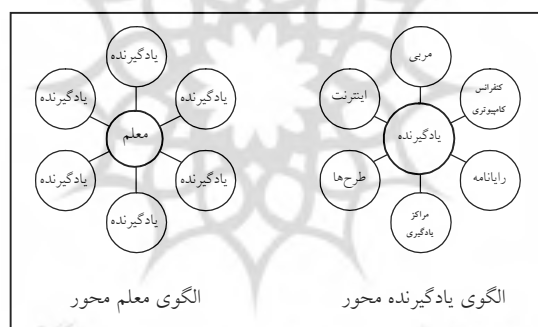 مربی
کنفرانس
کامپیوتری
رایانامه
مراکز
یادگیری
طرح‌ها
اینترنت
یادگیرنده
الگوی یادگیرنده محور
یادگیرنده
یادگیرنده
یادگیرنده
یادگیرنده
یادگیرنده
یادگیرنده
معلم
الگوی معلم محور